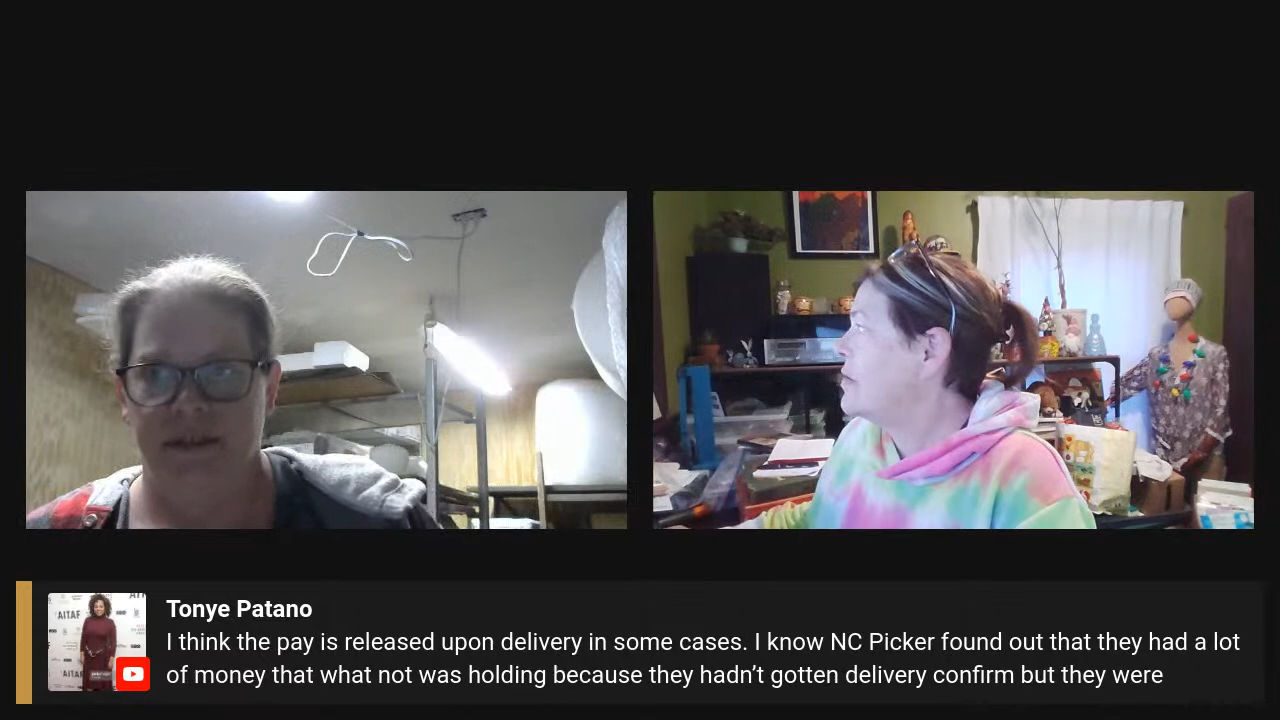 Tonye Patano
I think the pay is released upon delivery in some cases. I know NC Picker found out that they had a lot
of money that what not was holding because they hadn't gotten delivery confirm but they were
AITAF